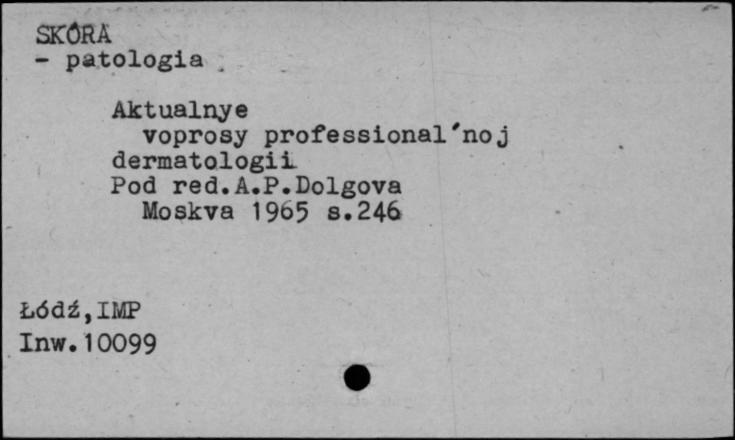 SKÓRA
- patologia
Aktualnye
voprosy professional'noj
dermatologii
Pod red.A.P.Dolgova
Moskva 1965 s.246
Łódź,IMP
Inw.10099